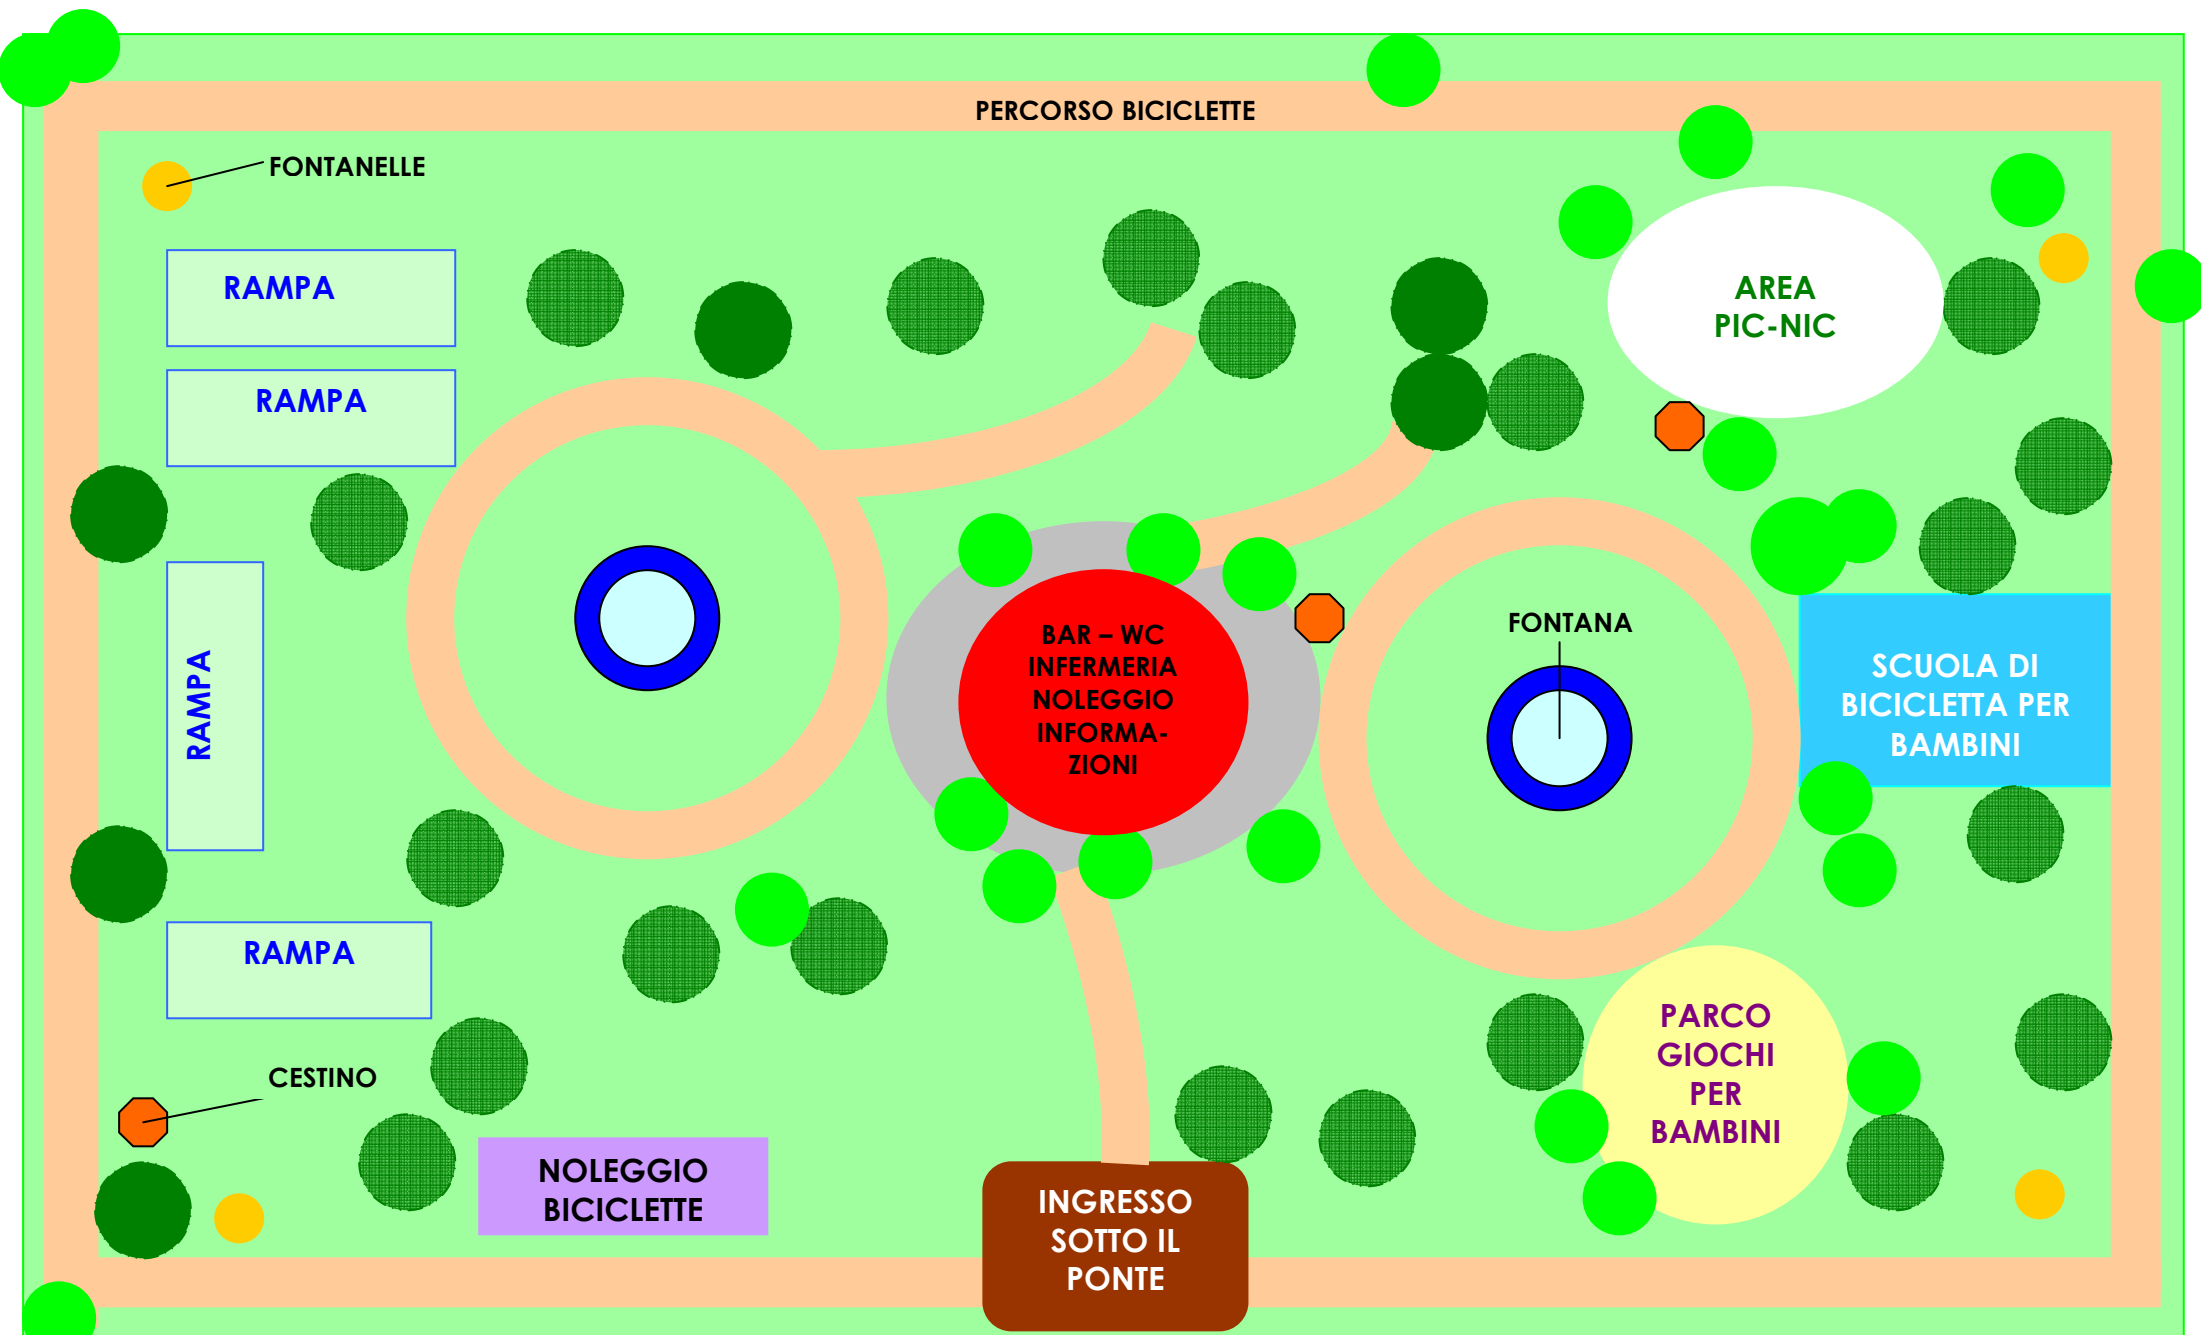 PERCORSO BICICLETTE
FONTANELLE
RAMPA
AREA
PIC-NIC
RAMPA
BAR – WC
INFERMERIA
NOLEGGIO
INFORMA-
ZIONI
FONTANA
SCUOLA DI
BICICLETTA PER
BAMBINI
RAMPA
RAMPA
PARCO
GIOCHI
PER
BAMBINI
CESTINO
NOLEGGIO
BICICLETTE
INGRESSO
SOTTO IL
PONTE